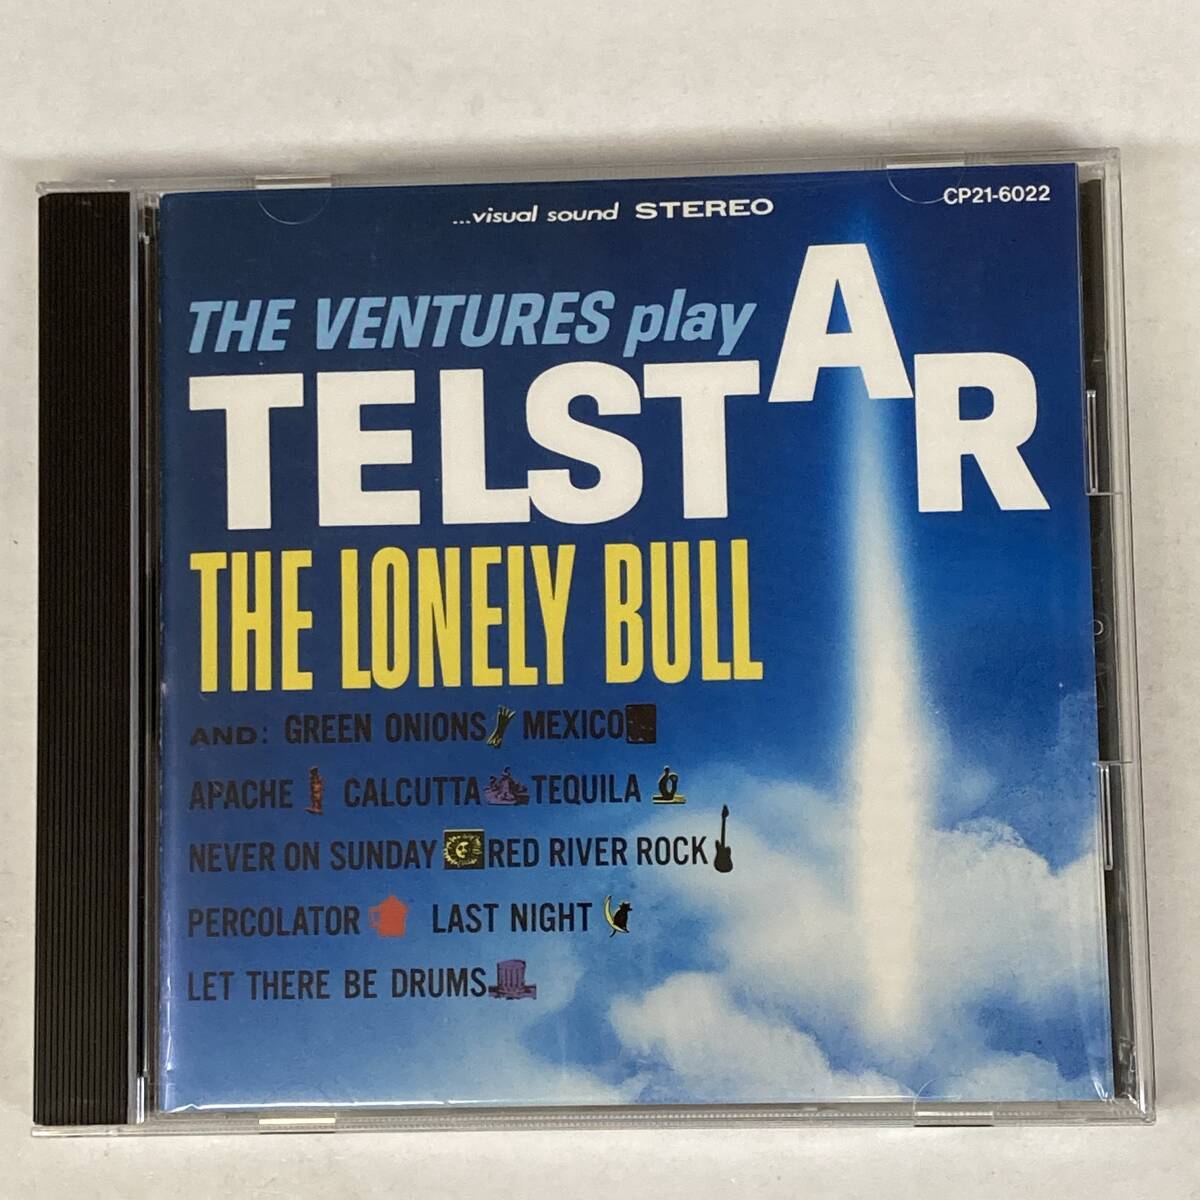 ...visual sound STEREO
CP21-6022
THE VENTURES play
TELSTAR
THE LONELY BULL
AND: GREEN ONIONS MEXICO
APACHE CALCUTTA TEQUILA
NEVER ON SUNDAY RED RIVER ROCK
PERCOLATOR LAST NIGHT
LET THERE BE DRUMS